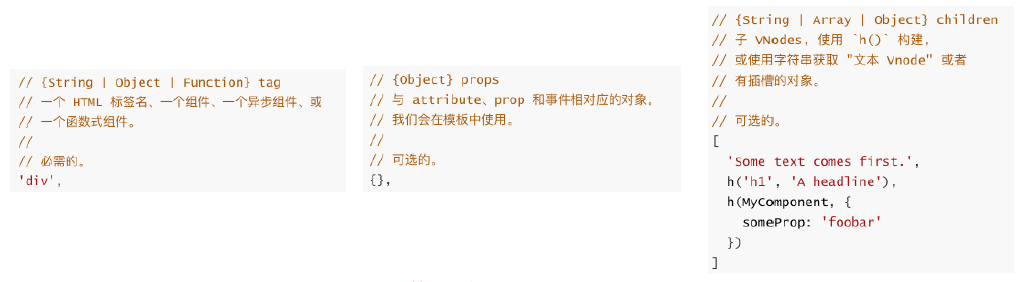 // {String | Object | Function} tag
// 一个 HTML 标签名、一个组件、一个异步组件、或
// 一个函数式组件。
//
// 必需的。
'div',
// {Object} props
// 与 attribute、prop 和事件相对应的对象。
// 我们会在模板中使用。
//
// 可选的。
{},
// {String | Array | Object} children
// 子 VNodes, 使用 `h()` 构建,
// 或使用字符串获取 "文本 Vnode" 或者
// 有插槽的对象。
//
// 可选的。
[
  'Some text comes first.',
  h('h1', 'A headline'),
  h(MyComponent, {
    someProp: 'foobar'
  })
]